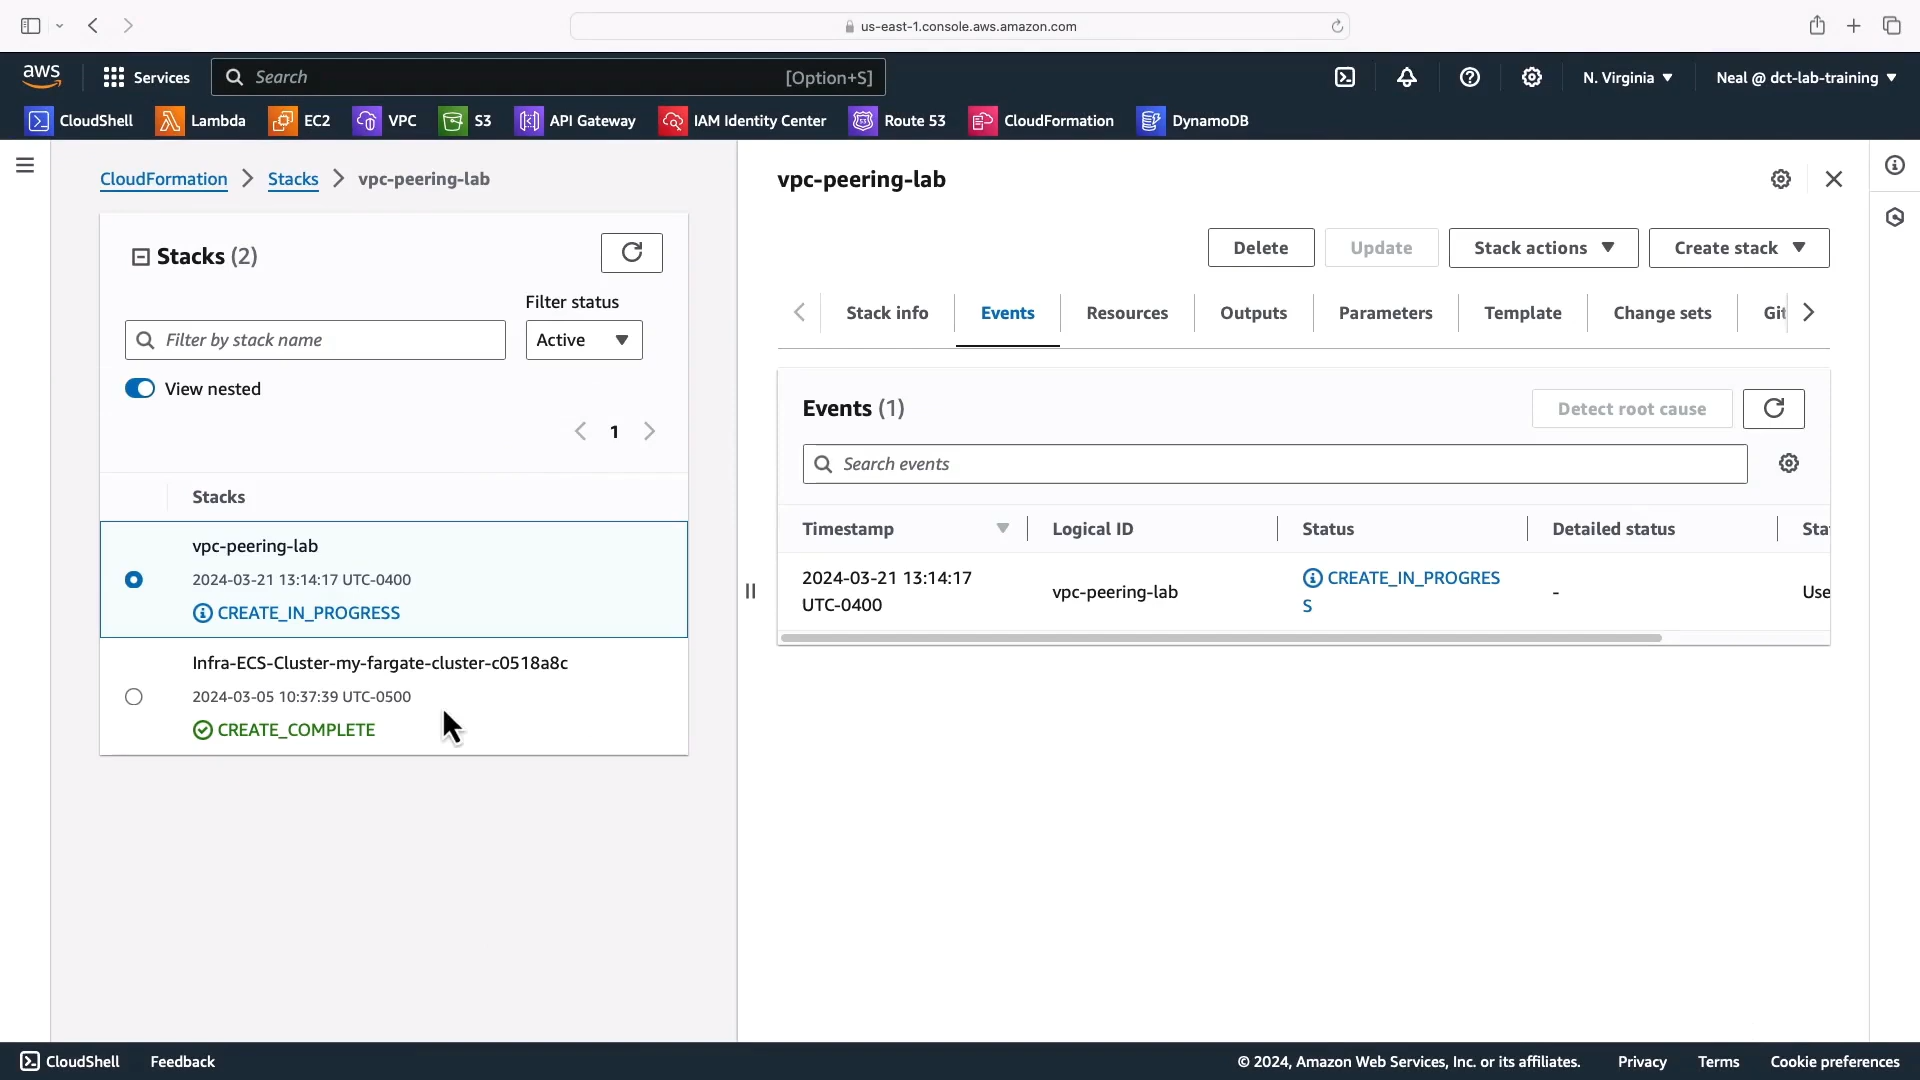 us-east-1.console.aws.amazon.com
aws
Services
Search
[Option+S]
N. Virginia
Neal @ dct-lab-training
CloudShell
Lambda
EC2
VPC
S3
API Gateway
IAM Identity Center
Route 53
CloudFormation
DynamoDB
CloudFormation
Stacks
vpc-peering-lab
Stacks (2)
Filter status
Filter by stack name
Active
View nested
1
Stacks
vpc-peering-lab
2024-03-21 13:14:17 UTC-0400
CREATE_IN_PROGRESS
Infra-ECS-Cluster-my-fargate-cluster-c0518a8c
2024-03-05 10:37:39 UTC-0500
CREATE_COMPLETE
vpc-peering-lab
Delete
Update
Stack actions
Create stack
Stack info
Events
Resources
Outputs
Parameters
Template
Change sets
Git
Events (1)
Detect root cause
Search events
Timestamp
Logical ID
Status
Detailed status
Sta
2024-03-21 13:14:17
UTC-0400
vpc-peering-lab
CREATE_IN_PROGRES
S
-
Use
CloudShell
Feedback
© 2024, Amazon Web Services, Inc. or its affiliates.
Privacy
Terms
Cookie preferences